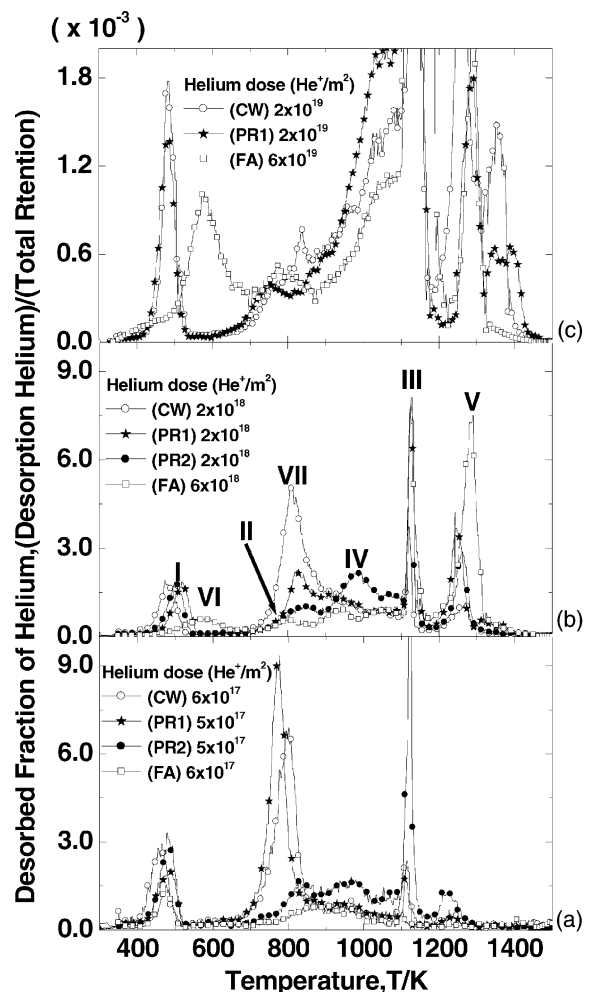 ( x 10⁻³ )
Desorbed Fraction of Helium,(Desorption Helium)/(Total Rtention)
1.8
1.2
0.6
0.0
Helium dose (He⁺/m²)
(CW) 2x10¹⁹
(PR1) 2x10¹⁹
(FA) 6x10¹⁹
(c)
9.0
6.0
3.0
0.0
Helium dose (He⁺/m²)
(CW) 2x10¹⁸
(PR1) 2x10¹⁸
(PR2) 2x10¹⁸
(FA) 6x10¹⁸
I
VI
II
VII
IV
III
V
(b)
9.0
6.0
3.0
0.0
Helium dose (He⁺/m²)
(CW) 6x10¹⁷
(PR1) 5x10¹⁷
(PR2) 5x10¹⁷
(FA) 6x10¹⁷
(a)
400 600 800 1000 1200 1400
Temperature,T/K